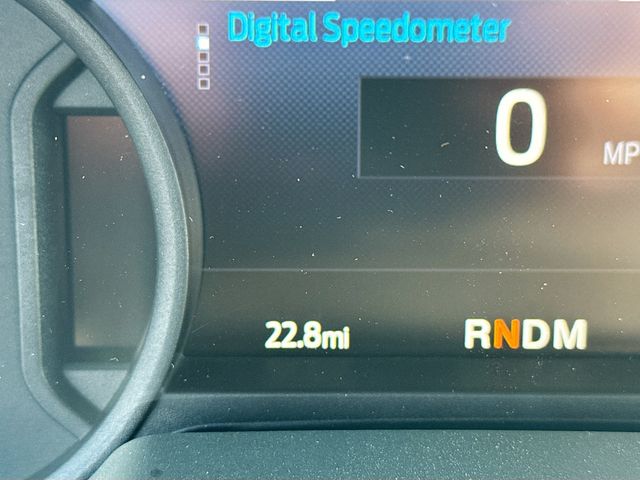 Digital Speedometer
0
MP
22.8mi
RNDM